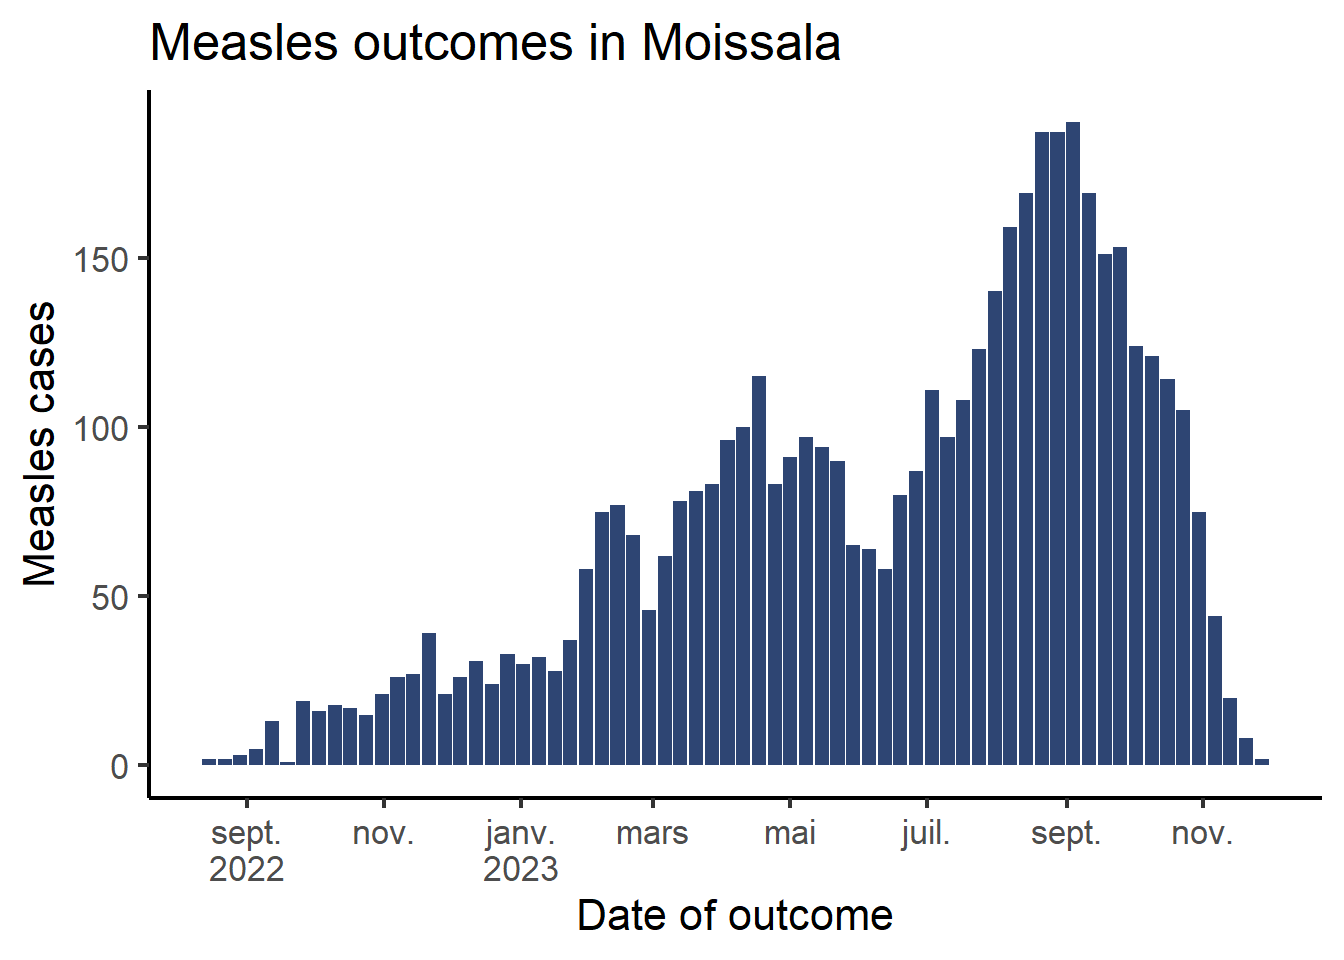 Measles outcomes in Moissala
Measles cases
150
100
50
0
sept. nov. janv. mars mai juil. sept. nov.
2022 2023
Date of outcome